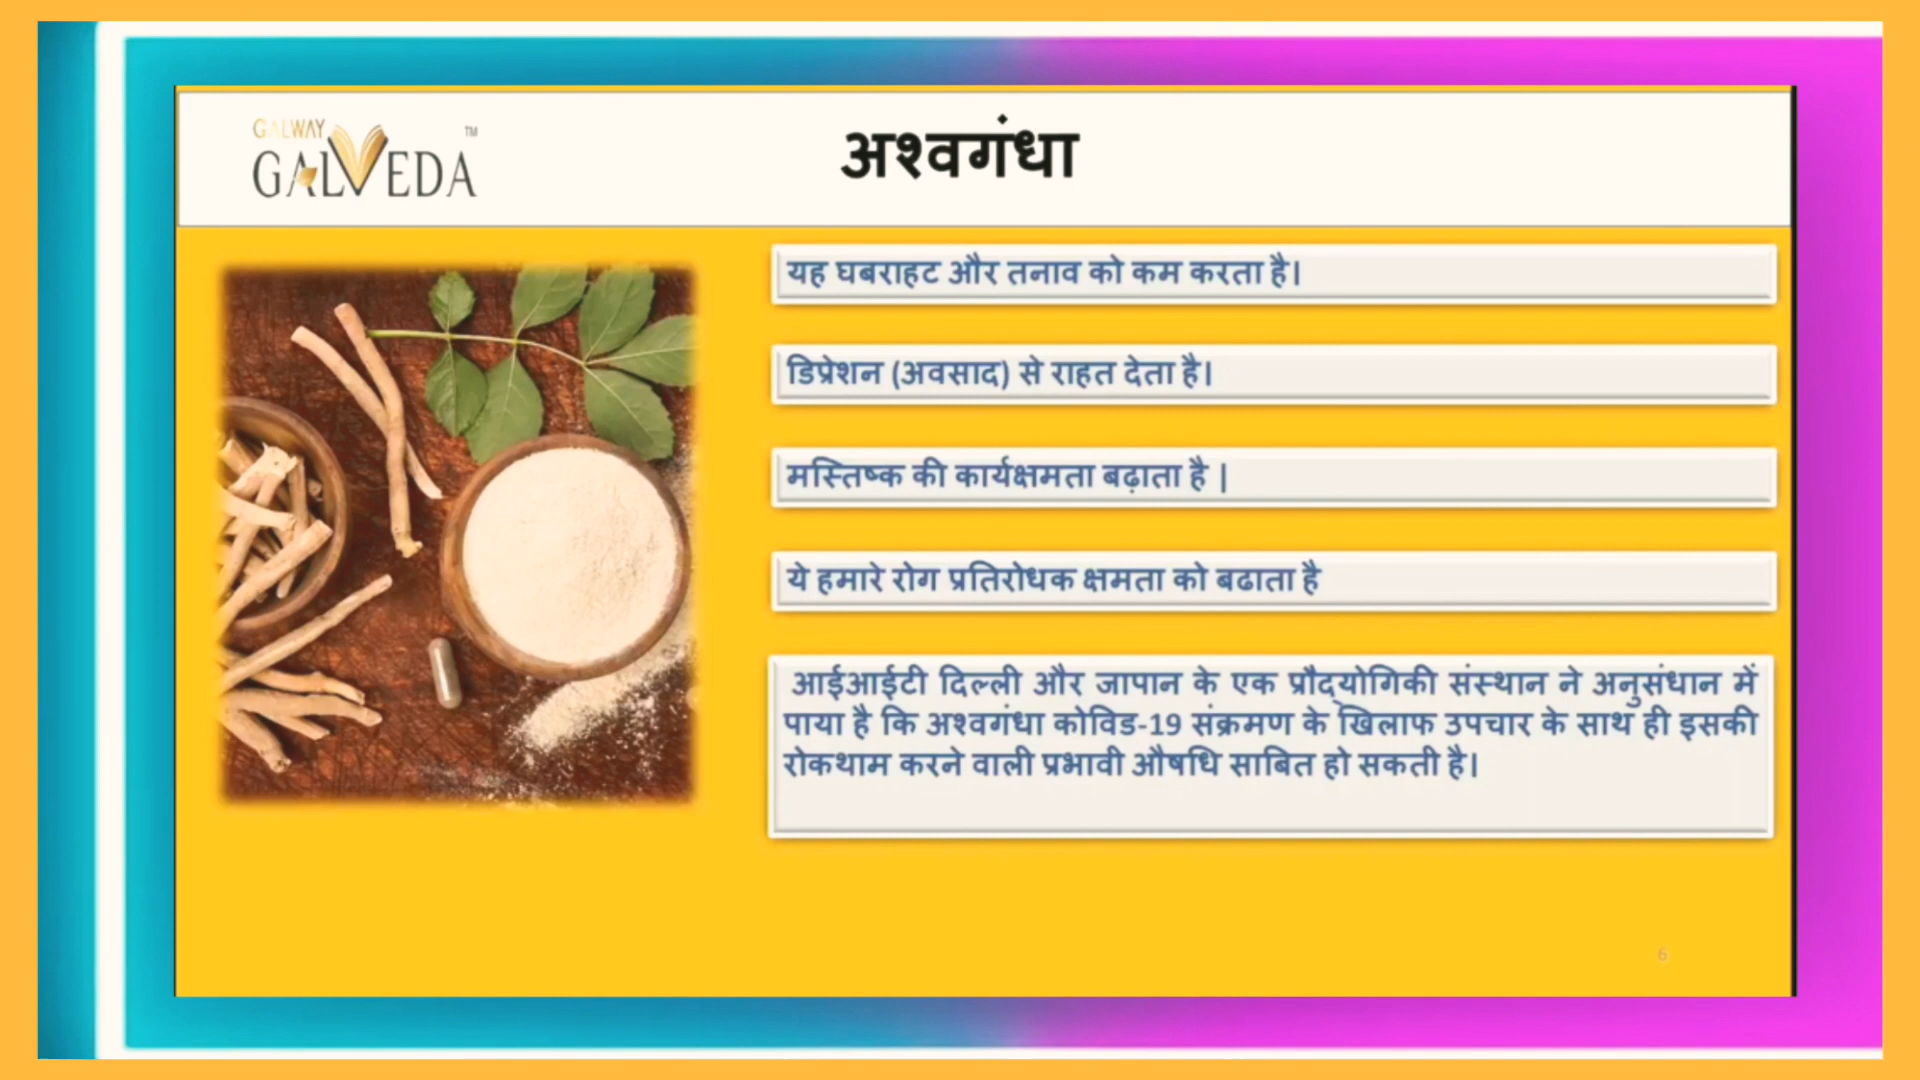 GALWAY
GALVEDA
TM
अश्वगंधा
यह घबराहट और तनाव को कम करता है।
डिप्रेशन (अवसाद) से राहत देता है।
मस्तिष्क की कार्यक्षमता बढ़ाता है |
ये हमारे रोग प्रतिरोधक क्षमता को बढाता है
आईआईटी दिल्ली और जापान के एक प्रौद्योगिकी संस्थान ने अनुसंधान में
पाया है कि अश्वगंधा कोविड-19 संक्रमण के खिलाफ उपचार के साथ ही इसकी
रोकथाम करने वाली प्रभावी औषधि साबित हो सकती है।
6